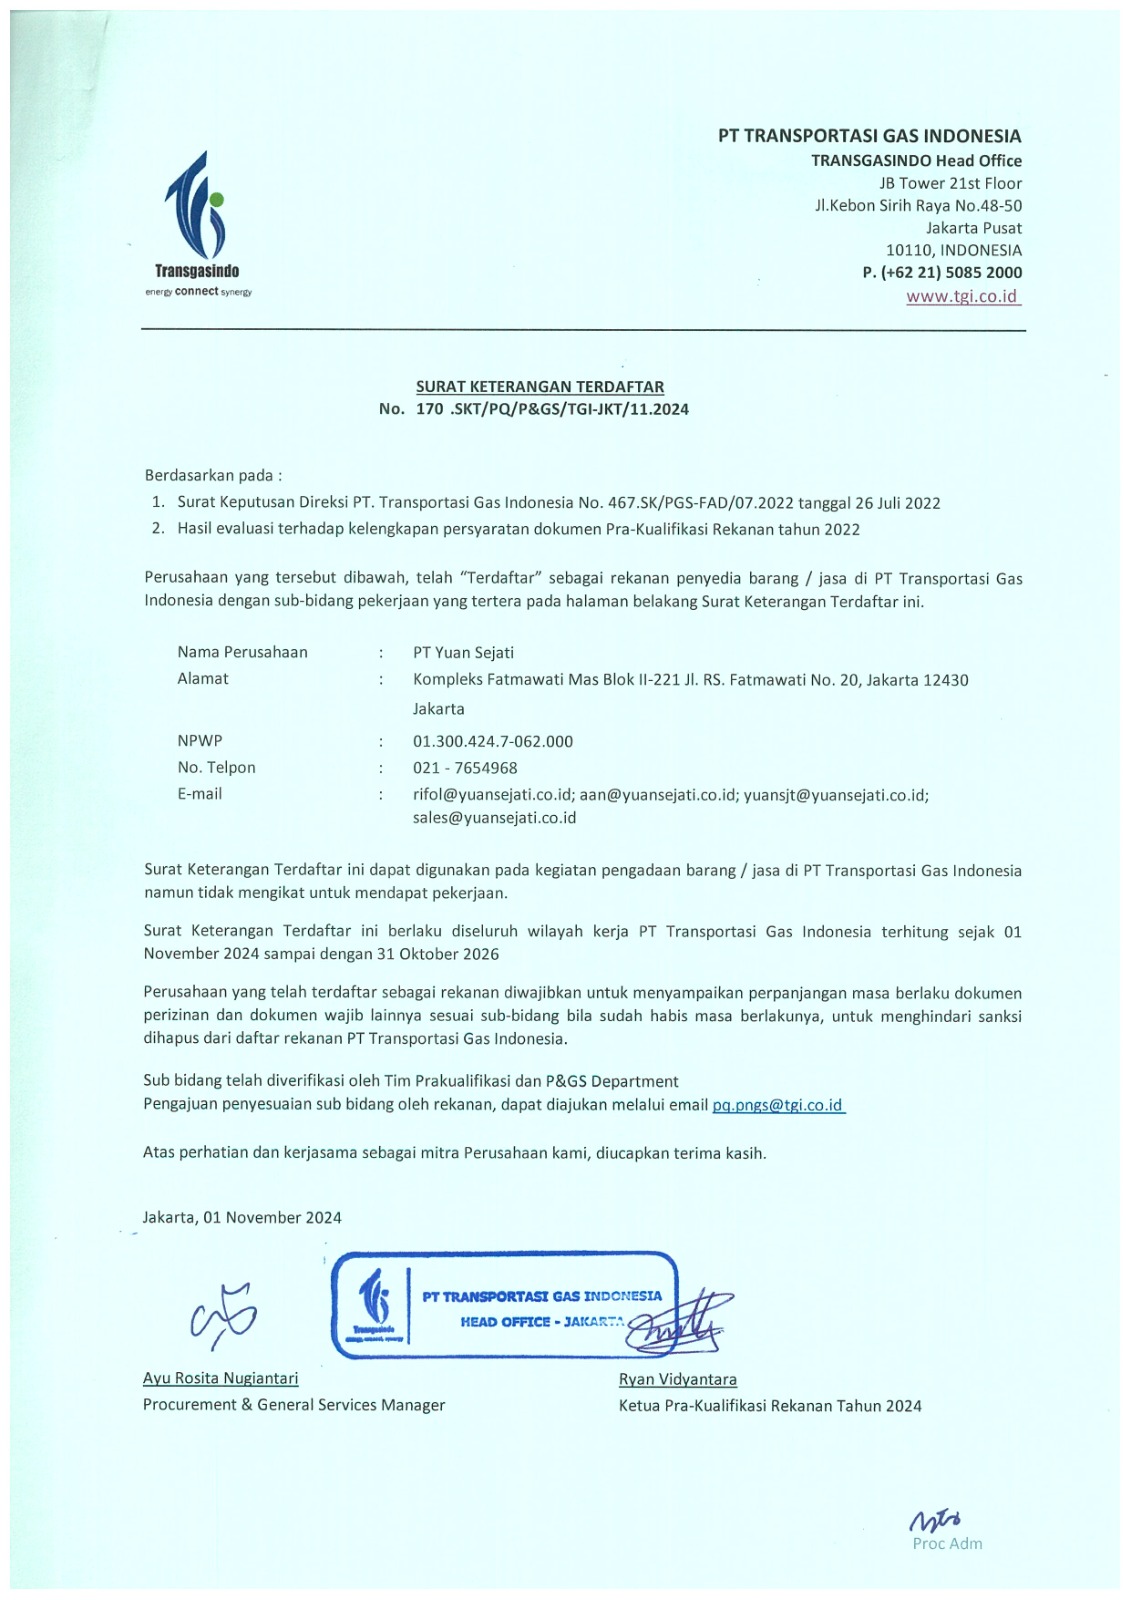 PT TRANSPORTASI GAS INDONESIA
TRANSGASINDO Head Office
JB Tower 21st Floor
Jl.Kebon Sirih Raya No.48-50
Jakarta Pusat
10110, INDONESIA
P. (+62 21) 5085 2000
www.tgi.co.id
Transgasindo
energy connect synergy
SURAT KETERANGAN TERDAFTAR
No. 170 .SKT/PQ/P&GS/TGI-JKT/11.2024
Berdasarkan pada :
1. Surat Keputusan Direksi PT. Transportasi Gas Indonesia No. 467.SK/PGS-FAD/07.2022 tanggal 26 Juli 2022
2. Hasil evaluasi terhadap kelengkapan persyaratan dokumen Pra-Kualifikasi Rekanan tahun 2022
Perusahaan yang tersebut dibawah, telah “Terdaftar” sebagai rekanan penyedia barang / jasa di PT Transportasi Gas
Indonesia dengan sub-bidang pekerjaan yang tertera pada halaman belakang Surat Keterangan Terdaftar ini.
Nama Perusahaan : PT Yuan Sejati
Alamat : Kompleks Fatmawati Mas Blok II-221 Jl. RS. Fatmawati No. 20, Jakarta 12430
Jakarta
NPWP : 01.300.424.7-062.000
No. Telpon : 021 - 7654968
E-mail : rifol@yuansejati.co.id; aan@yuansejati.co.id; yuansjt@yuansejati.co.id;
sales@yuansejati.co.id
Surat Keterangan Terdaftar ini dapat digunakan pada kegiatan pengadaan barang / jasa di PT Transportasi Gas Indonesia
namun tidak mengikat untuk mendapat pekerjaan.
Surat Keterangan Terdaftar ini berlaku diseluruh wilayah kerja PT Transportasi Gas Indonesia terhitung sejak 01
November 2024 sampai dengan 31 Oktober 2026
Perusahaan yang telah terdaftar sebagai rekanan diwajibkan untuk menyampaikan perpanjangan masa berlaku dokumen
perizinan dan dokumen wajib lainnya sesuai sub-bidang bila sudah habis masa berlakunya, untuk menghindari sanksi
dihapus dari daftar rekanan PT Transportasi Gas Indonesia.
Sub bidang telah diverifikasi oleh Tim Prakualifikasi dan P&GS Department
Pengajuan penyesuaian sub bidang oleh rekanan, dapat diajukan melalui email pq.pngs@tgi.co.id
Atas perhatian dan kerjasama sebagai mitra Perusahaan kami, diucapkan terima kasih.
Jakarta, 01 November 2024
PT TRANSPORTASI GAS INDONESIA
HEAD OFFICE - JAKARTA
Transgasindo
energy connect synergy
Ayu Rosita Nugiantari
Procurement & General Services Manager
Ryan Vidyantara
Ketua Pra-Kualifikasi Rekanan Tahun 2024
Proc Adm